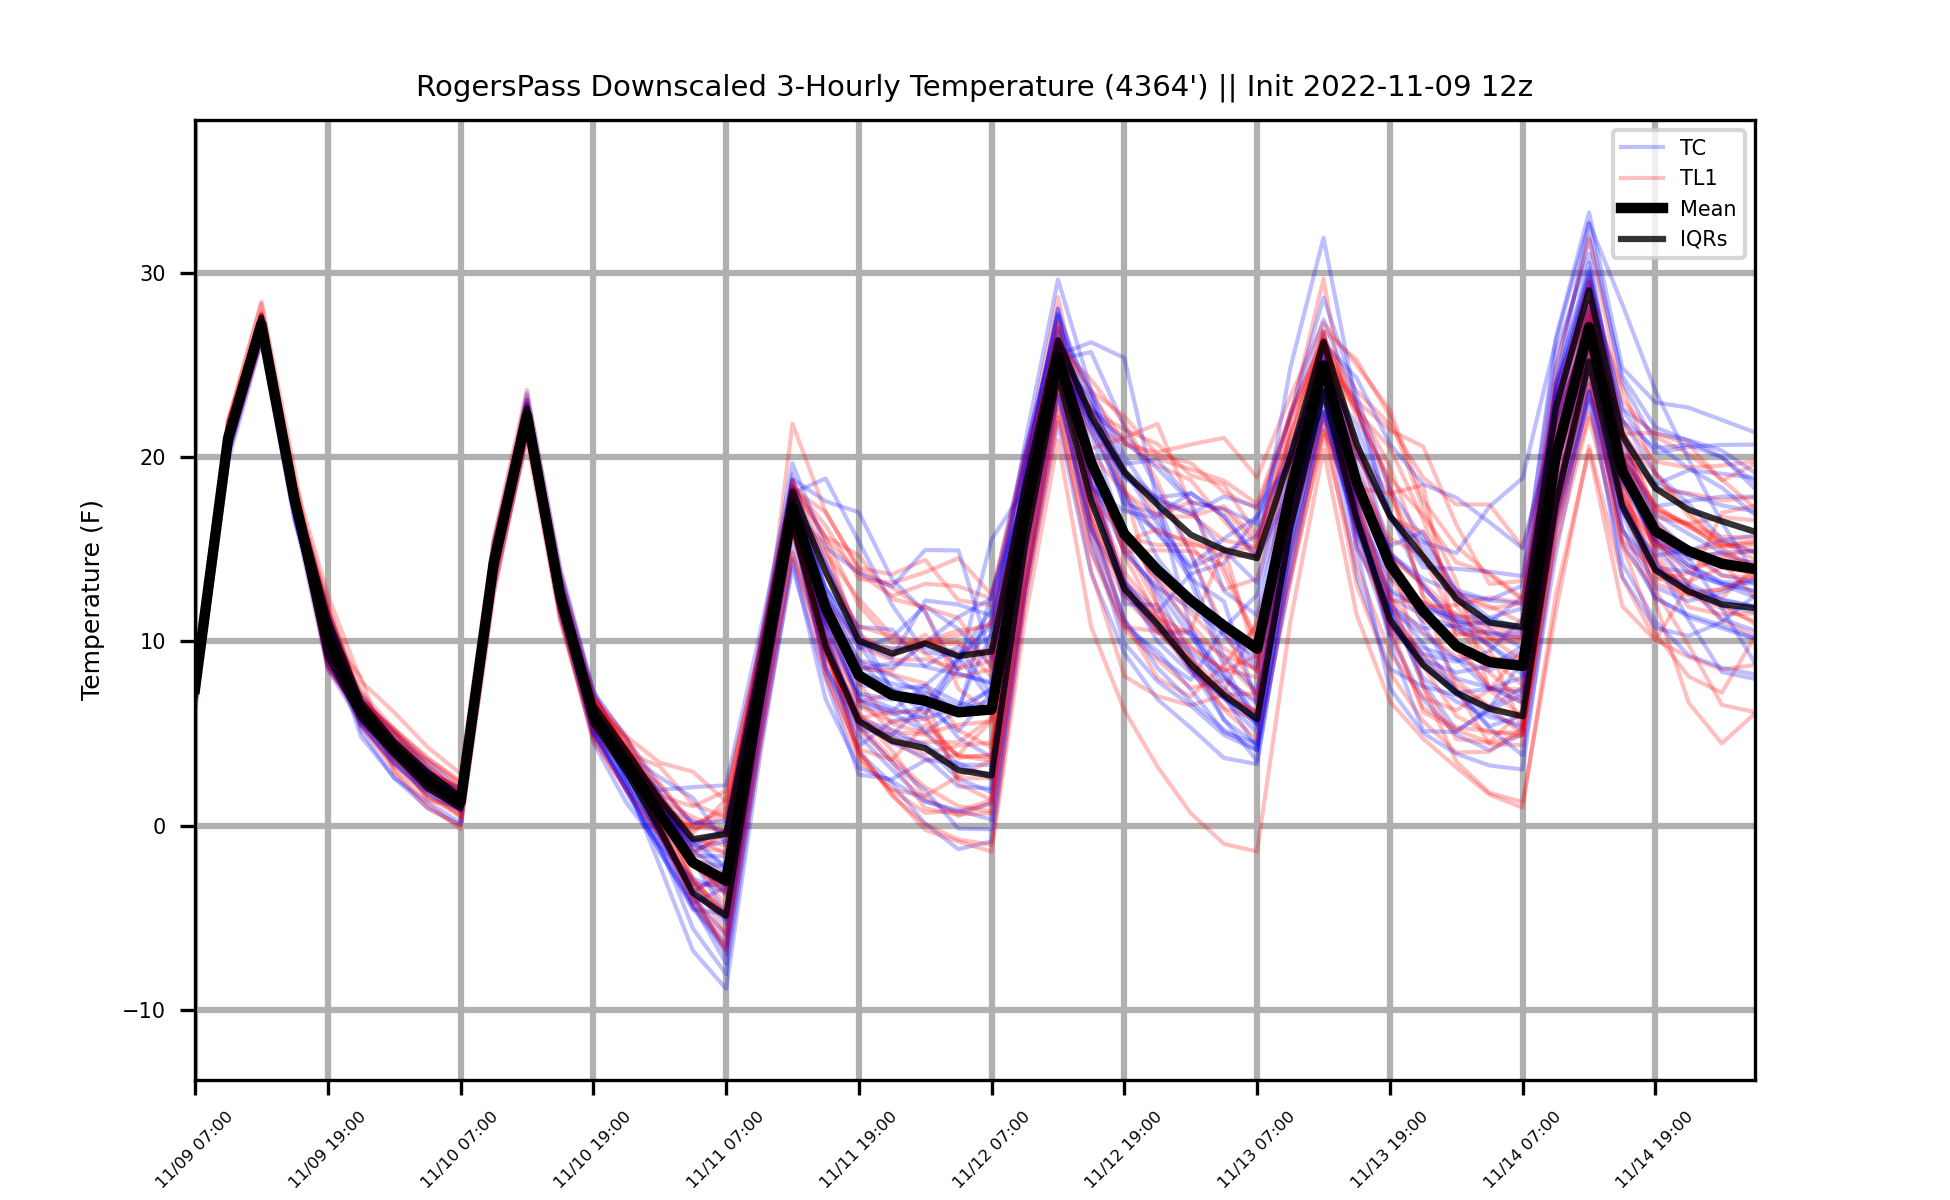 RogersPass Downscaled 3-Hourly Temperature (4364') || Init 2022-11-09 12z
TC
TL1
Mean
IQRs
Temperature (F)
30
20
10
0
−10
11/09 07:00
11/09 19:00
11/10 07:00
11/10 19:00
11/11 07:00
11/11 19:00
11/12 07:00
11/12 19:00
11/13 07:00
11/13 19:00
11/14 07:00
11/14 19:00